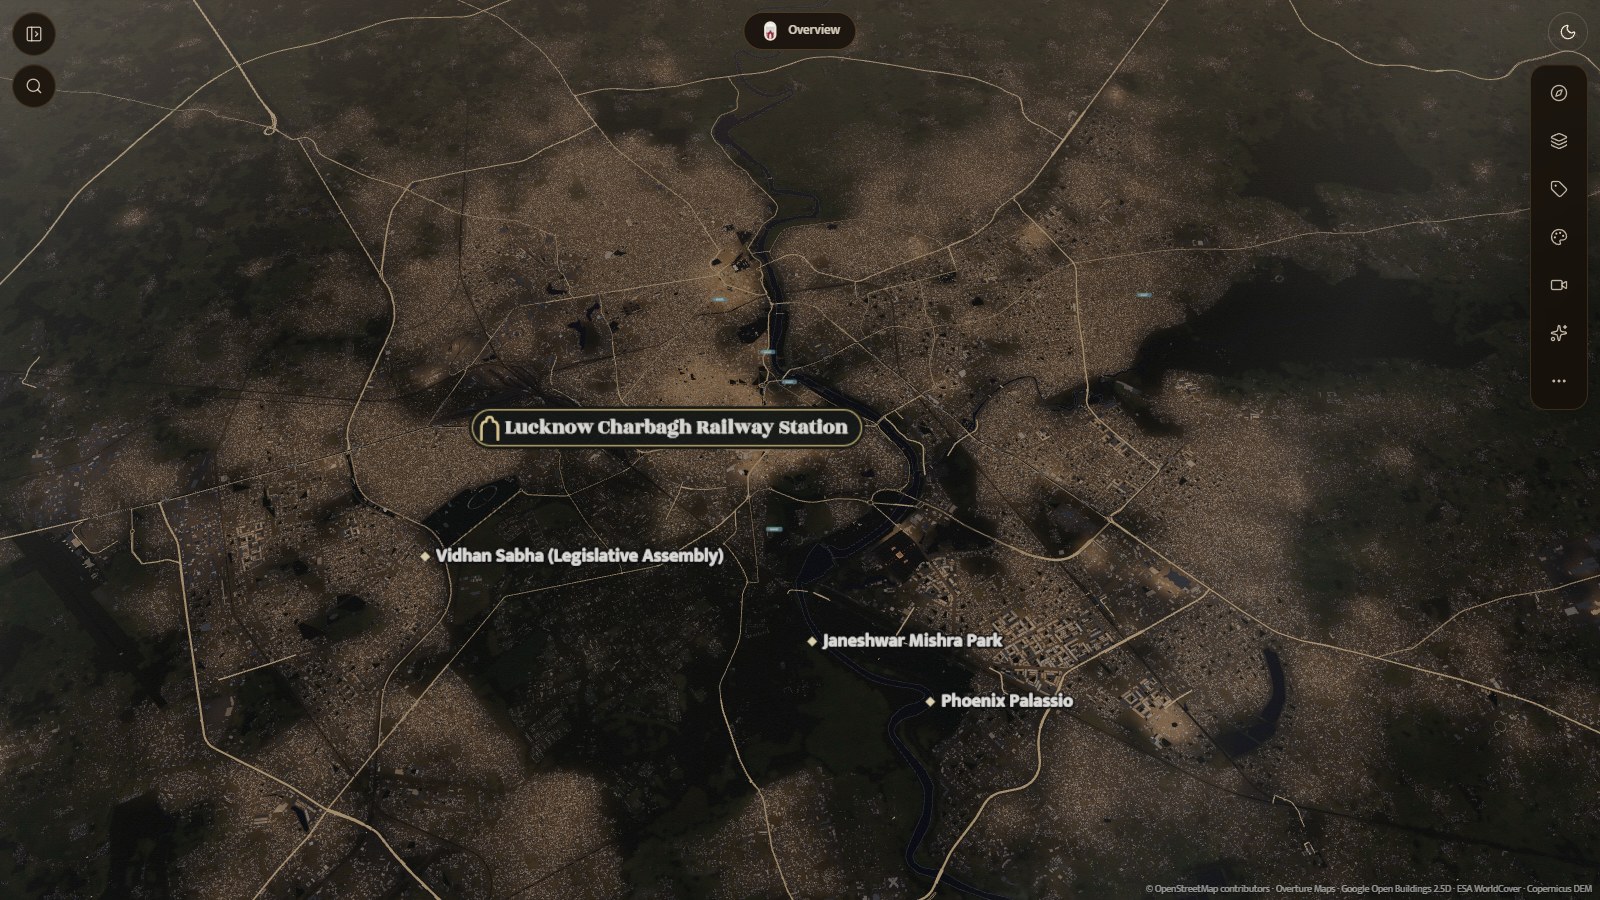 Overview
Lucknow Charbagh Railway Station
Vidhan Sabha (Legislative Assembly)
Janeshwar Mishra Park
Phoenix Palassio
© OpenStreetMap contributors · Overture Maps · Google Open Buildings 2.5D · ESA WorldCover · Copernicus DEM